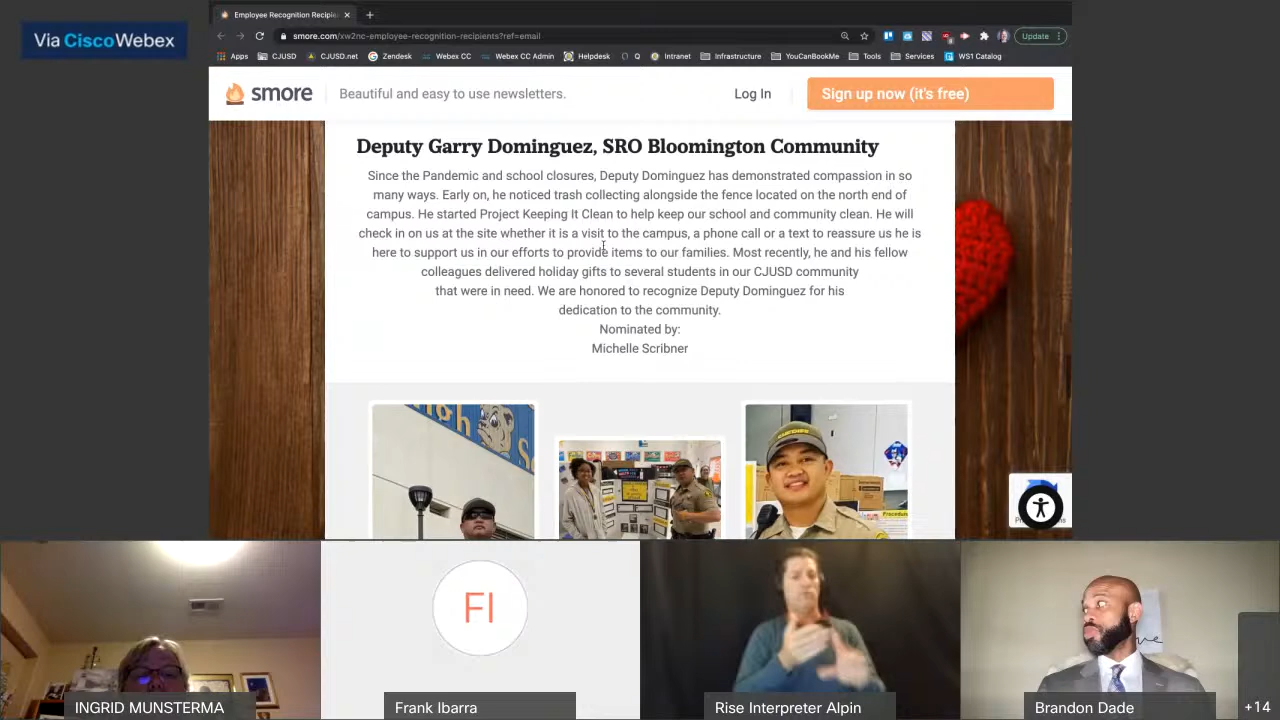 Via Cisco Webex
Employee Recognition Recipie
smore.com/xw2nc-employee-recognition-recipients?ref=email
Update
Apps CJUSD CJUSD.net Zendesk Webex CC Webex CC Admin Helpdesk Q Intranet Infrastructure YouCanBookMe Tools Services WS1 Catalog
smore Beautiful and easy to use newsletters. Log In Sign up now (it's free)
Deputy Garry Dominguez, SRO Bloomington Community
Since the Pandemic and school closures, Deputy Dominguez has demonstrated compassion in so
many ways. Early on, he noticed trash collecting alongside the fence located on the north end of
campus. He started Project Keeping It Clean to help keep our school and community clean. He will
check in on us at the site whether it is a visit to the campus, a phone call or a text to reassure us he is
here to support us in our efforts to provide items to our families. Most recently, he and his fellow
colleagues delivered holiday gifts to several students in our CJUSD community
that were in need. We are honored to recognize Deputy Dominguez for his
dedication to the community.
Nominated by:
Michelle Scribner
FI
INGRID MUNSTERMA
Frank Ibarra
Rise Interpreter Alpin
Brandon Dade
+14